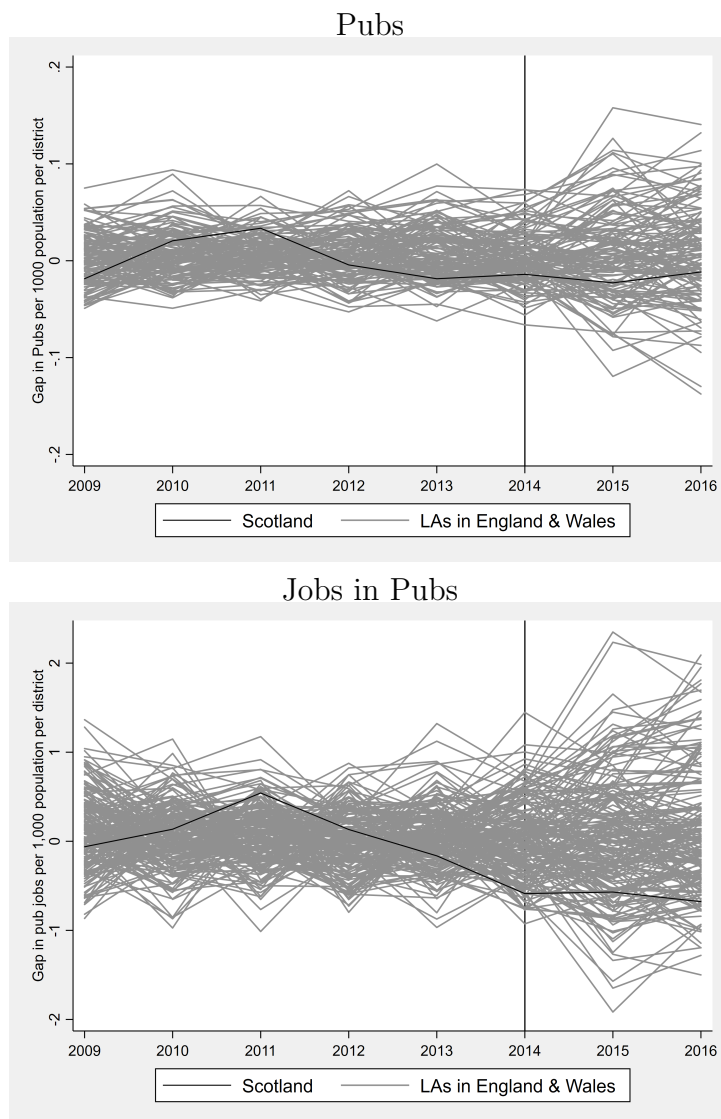 Pubs
Gap in Pubs per 1000 population per district
.2
.1
0
-.1
-.2
2009 2010 2011 2012 2013 2014 2015 2016
Scotland LAs in England & Wales
Jobs in Pubs
Gap in pub jobs per 1,000 population per district
2
1
0
-1
-2
2009 2010 2011 2012 2013 2014 2015 2016
Scotland LAs in England & Wales